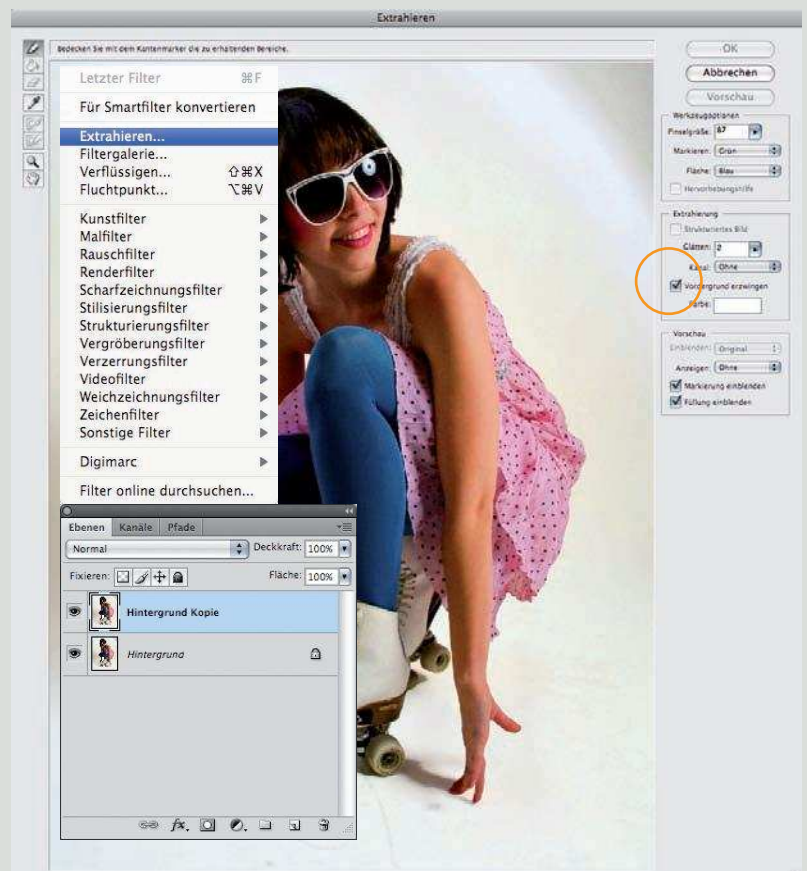 Extrahieren
Bedecken Sie mit dem Kantenmarker die zu erhaltenden Bereiche.
Letzter Filter ⌘F
Für Smartfilter konvertieren
Extrahieren...
Filtergalerie...
Verflüssigen... ⇧⌘X
Fluchtpunkt... ⌥⌘V
Kunstfilter
Malfilter
Rauschfilter
Renderfilter
Scharfzeichnungsfilter
Stilisierungsfilter
Strukturierungsfilter
Vergröberungsfilter
Verzerrungsfilter
Videofilter
Weichzeichnungsfilter
Zeichenfilter
Sonstige Filter
Digimarc
Filter online durchsuchen...
Ebenen Kanäle Pfade
Normal Deckkraft: 100%
Fixieren: Fläche: 100%
Hintergrund Kopie
Hintergrund
fx.
OK
Abbrechen
Vorschau
Werkzeugoptionen
Pinselgröße: 87
Markieren: Grün
Fläche: Blau
Hervorhebungshilfe
Extrahierung
Strukturiertes Bild
Glätten: 2
Kanal: Ohne
Vordergrund erzwingen
Farbe:
Vorschau
Einblenden: Original
Anzeigen: Ohne
Markierung einblenden
Füllung einblenden